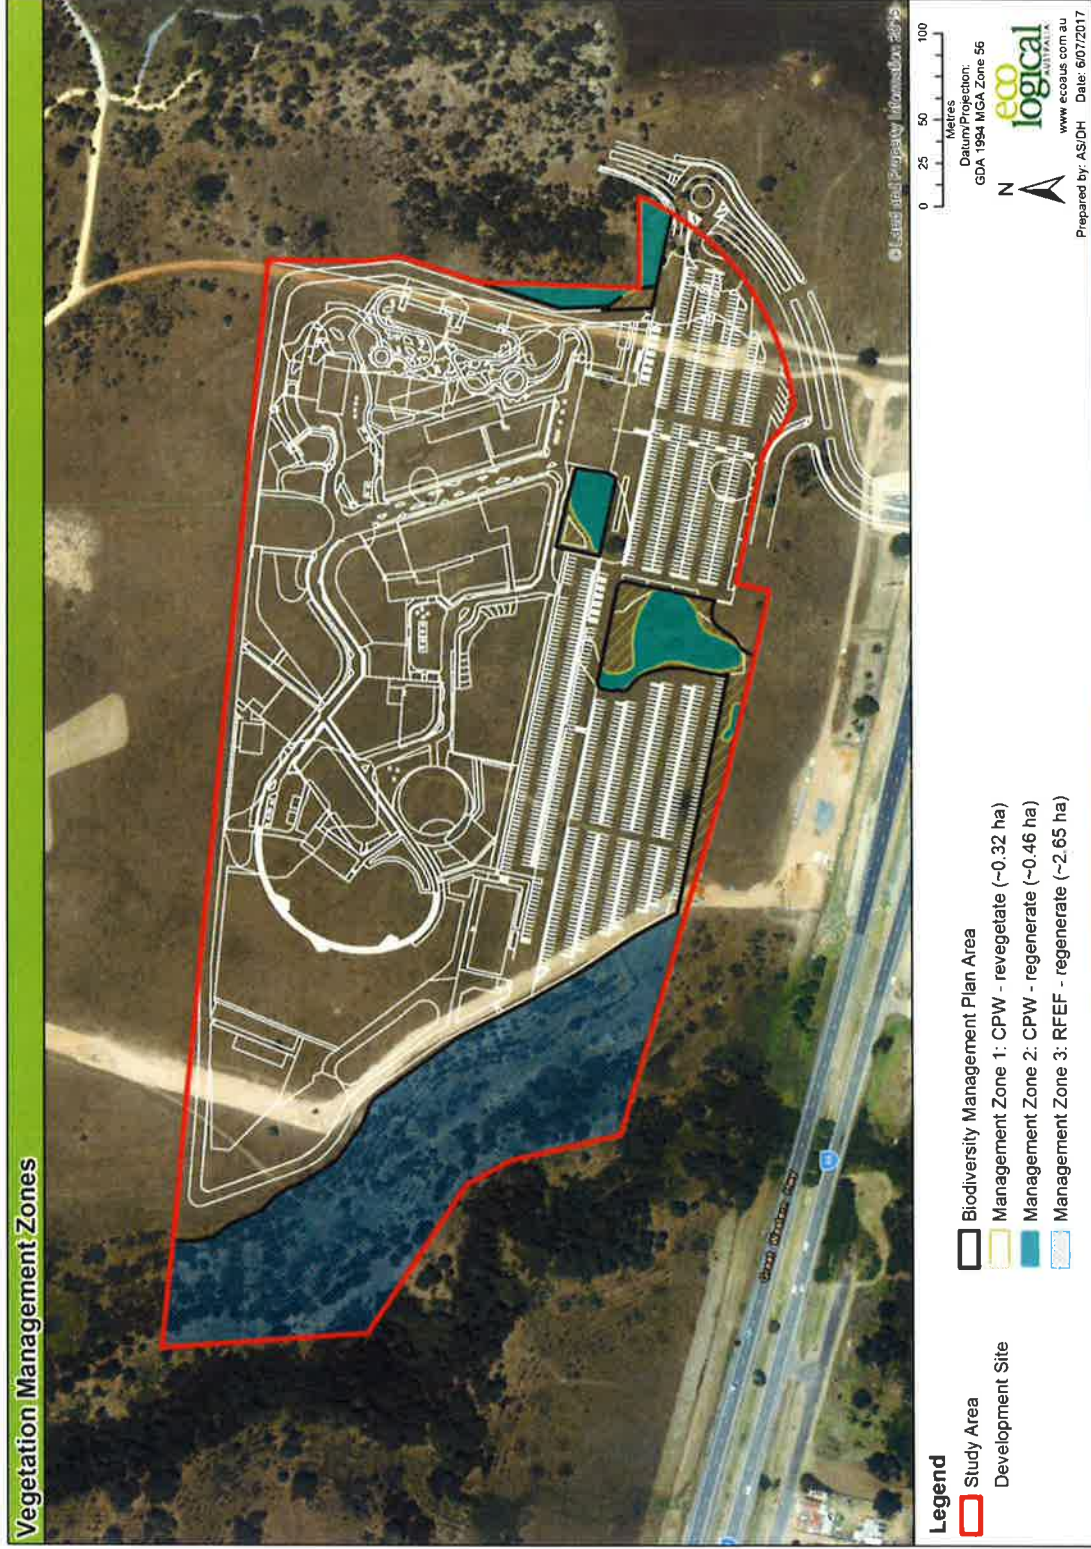 Vegetation Management Zones
Great Western Hwy
© Land and Property Information 2015
Legend
Study Area
Development Site
Biodiversity Management Plan Area
Management Zone 1: CPW - revegetate (~0.32 ha)
Management Zone 2: CPW - regenerate (~0.46 ha)
Management Zone 3: RFEF - regenerate (~2.65 ha)
0 25 50 100
Metres
Datum/Projection:
GDA 1994 MGA Zone 56
N
eco
logical
AUSTRALIA
www ecoaus com au
Prepared by: AS/DH Date: 6/07/2017